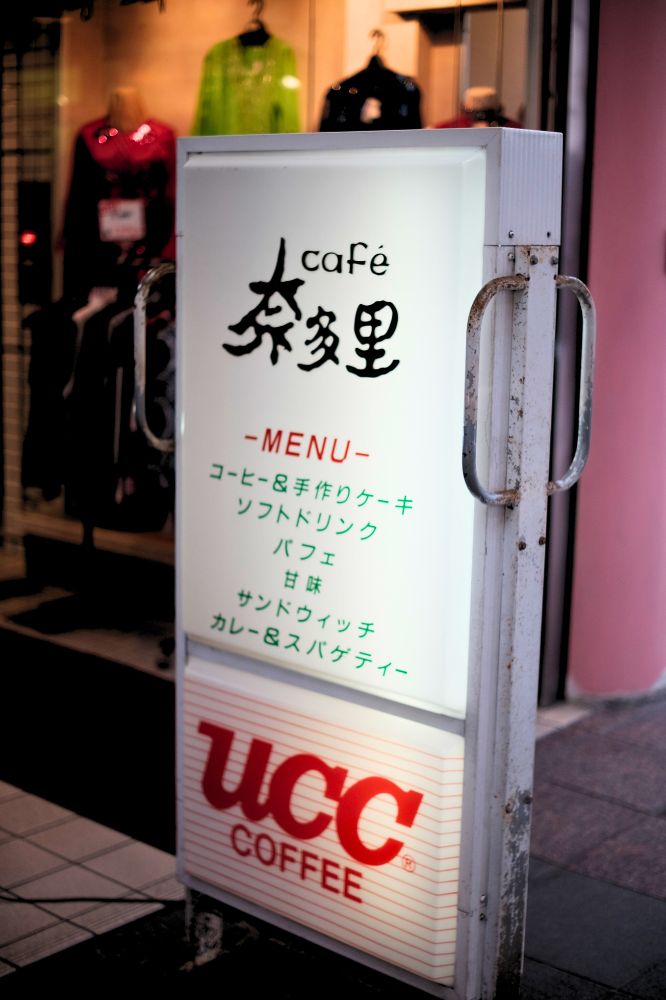 café
奈多里
-MENU-
コーヒー&手作りケーキ
ソフトドリンク
パフェ
甘味
サンドウィッチ
カレー&スパゲティー
UCC®
COFFEE